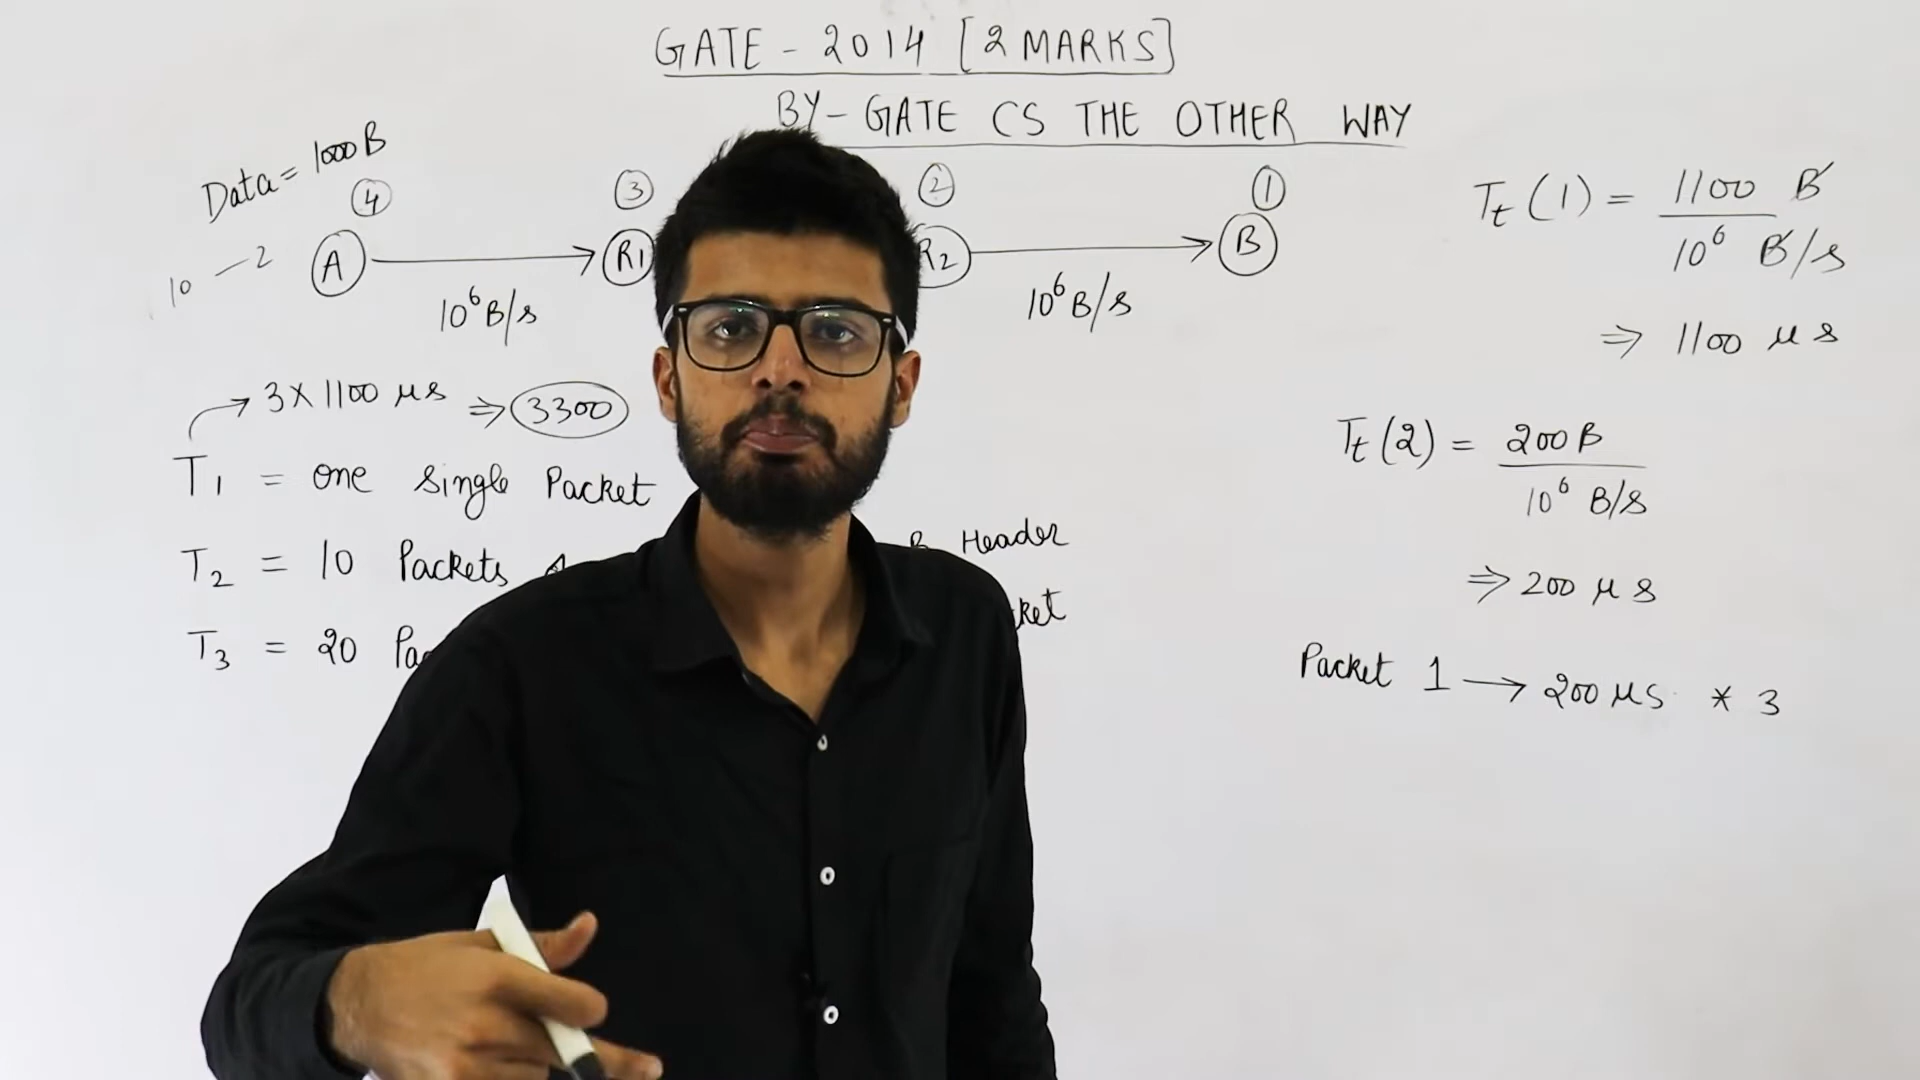 GATE - 2014 [2 MARKS]
BY - GATE CS THE OTHER WAY
Data = 1000 B
4 3 2 1
10 - 2 A R1 R2 B
10⁶ B/s 10⁶ B/s
→ 3 X 1100 μs ⇒ 3300
T1 = one single Packet
T2 = 10 Packets B Header
T3 = 20
Tt (1) = 1100 B
10⁶ B/s
⇒ 1100 μs
Tt (2) = 200 B
10⁶ B/s
⇒ 200 μs
Packet 1 → 200 μs * 3